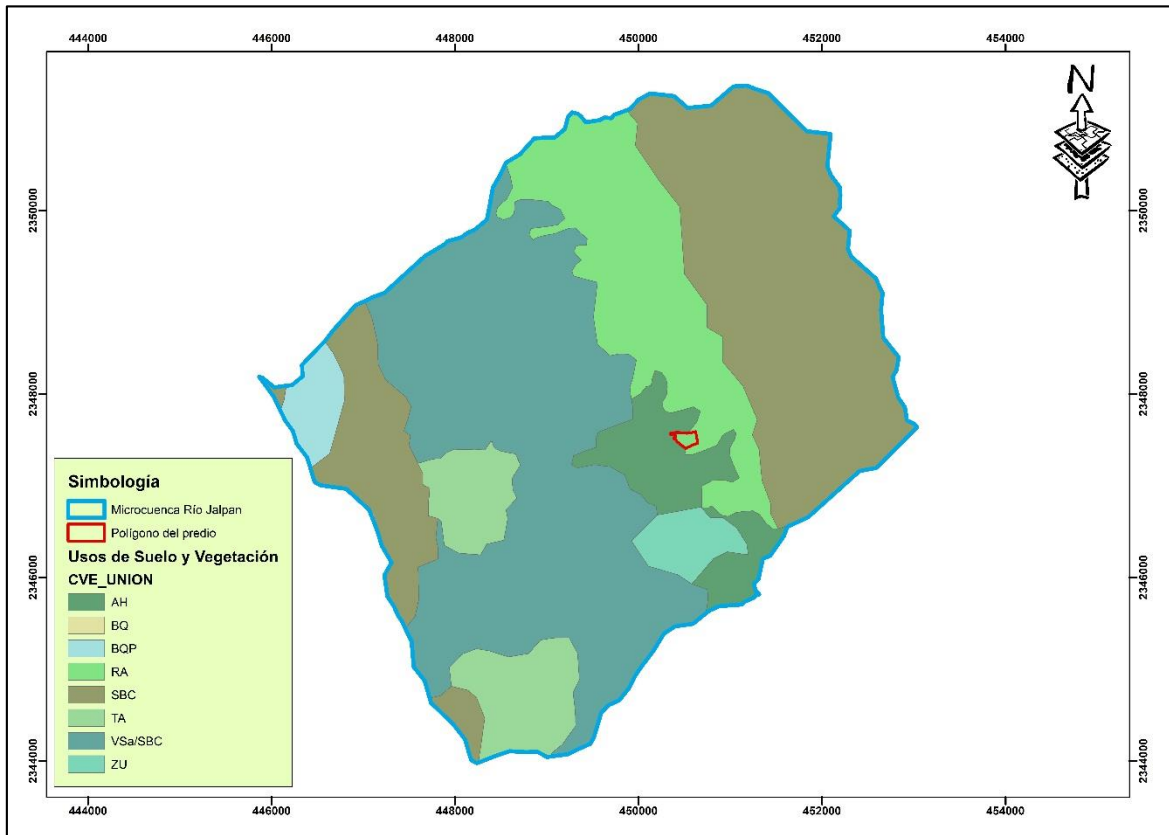 444000 446000 448000 450000 452000 454000
N
2350000 2350000
2348000 2348000
2346000 2346000
2344000 2344000
Simbología
Microcuenca Río Jalpan
Polígono del predio
Usos de Suelo y Vegetación
CVE_UNION
AH
BQ
BQP
RA
SBC
TA
VSa/SBC
ZU
444000 446000 448000 450000 452000 454000